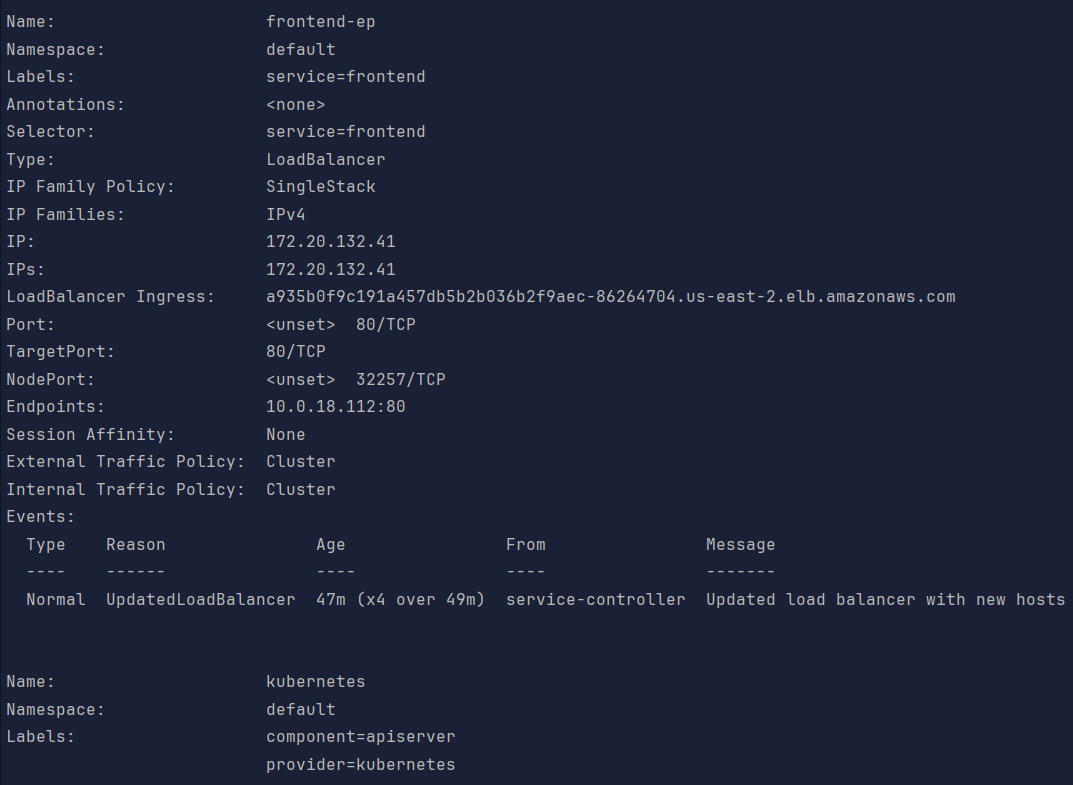 Name:                     frontend-ep
Namespace:                default
Labels:                   service=frontend
Annotations:              <none>
Selector:                 service=frontend
Type:                     LoadBalancer
IP Family Policy:         SingleStack
IP Families:              IPv4
IP:                       172.20.132.41
IPs:                      172.20.132.41
LoadBalancer Ingress:     a935b0f9c191a457db5b2b036b2f9aec-86264704.us-east-2.elb.amazonaws.com
Port:                     <unset>  80/TCP
TargetPort:               80/TCP
NodePort:                 <unset>  32257/TCP
Endpoints:                10.0.18.112:80
Session Affinity:         None
External Traffic Policy:  Cluster
Internal Traffic Policy:  Cluster
Events:
  Type    Reason               Age                From                Message
  ----    ------               ----               ----                -------
  Normal  UpdatedLoadBalancer  47m (x4 over 49m)  service-controller  Updated load balancer with new hosts
Name:                     kubernetes
Namespace:                default
Labels:                   component=apiserver
                          provider=kubernetes